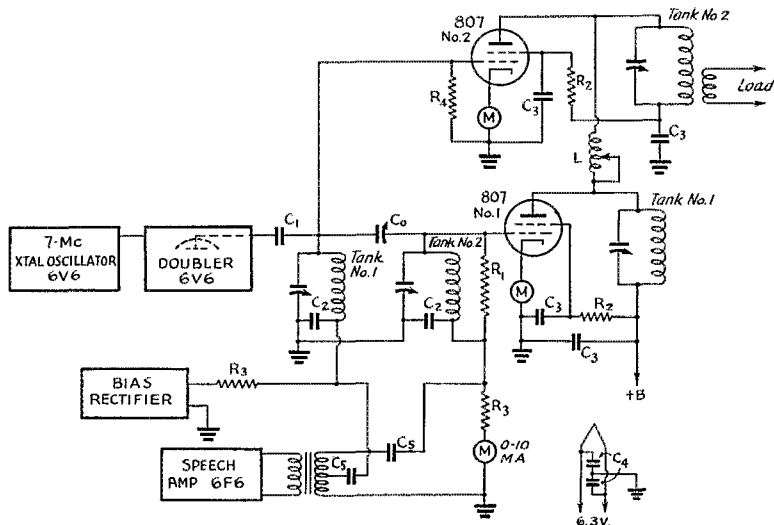 Tank No.2
807
No.2
R4
M
C3
R2
Load
C3
L
807
No.1
Tank No.1
7-Mc
XTAL OSCILLATOR
6V6
DOUBLER
6V6
C1
C0
Tank No.1
Tank No.2
C2
C2
R1
M
C3
R2
C3
+B
BIAS
RECTIFIER
R3
R3
C5
C5
SPEECH
AMP 6F6
M
0-10
MA
C4
6.3V.